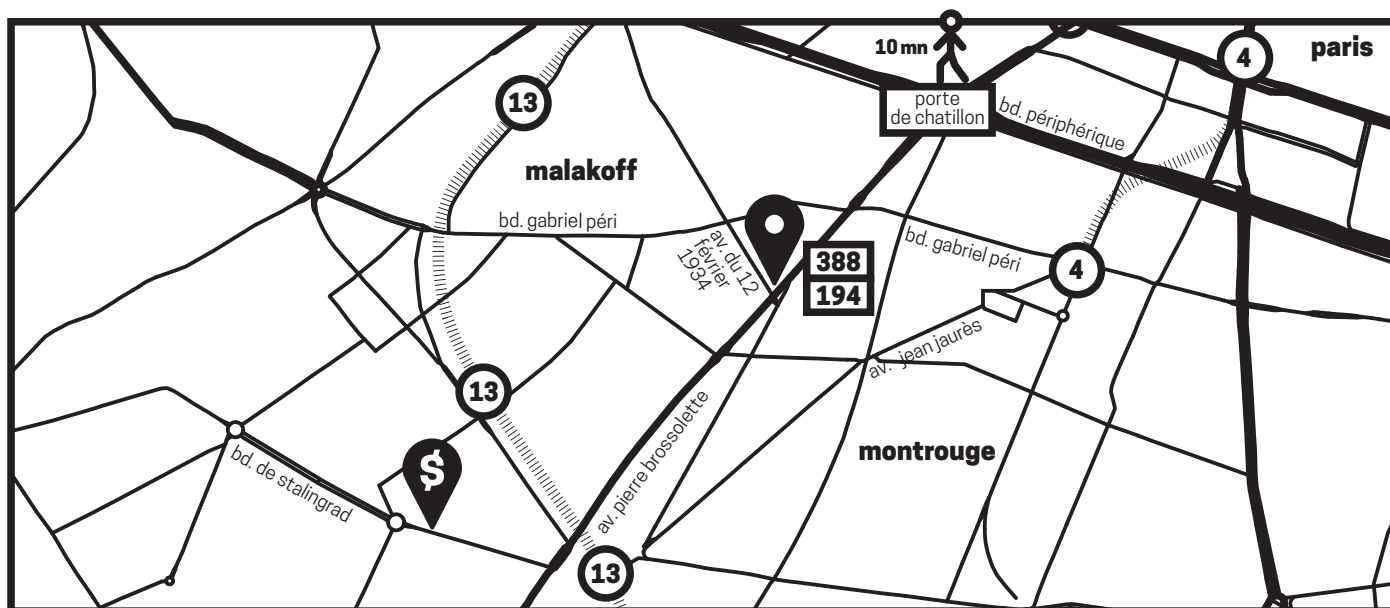 10 mn
4
paris
13
porte
de chatillon
bd. périphérique
malakoff
bd. gabriel péri
av. du 12
février
1934
388
194
bd. gabriel péri
4
av. jean jaurès
13
bd. de stalingrad
$
av. pierre brossolette
montrouge
13